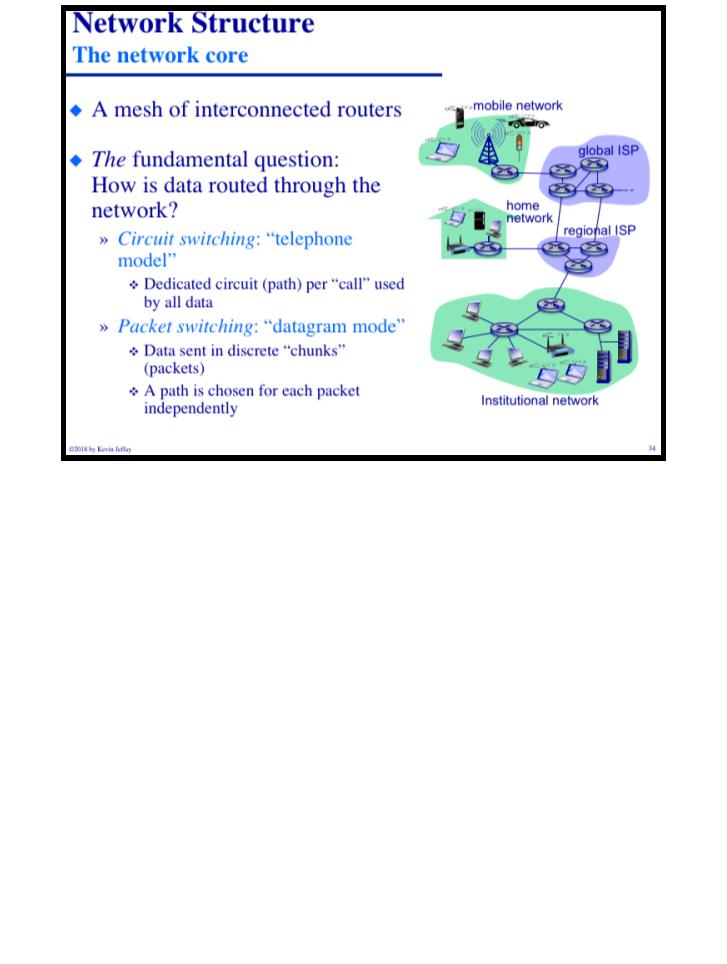 Network Structure
The network core
◆ A mesh of interconnected routers
◆ The fundamental question:
How is data routed through the
network?
» Circuit switching: “telephone
model”
❖ Dedicated circuit (path) per “call” used
by all data
» Packet switching: “datagram mode”
❖ Data sent in discrete “chunks”
(packets)
❖ A path is chosen for each packet
independently
mobile network
global ISP
home
network
regional ISP
Institutional network
©2018 by Kevin Jeffay
34